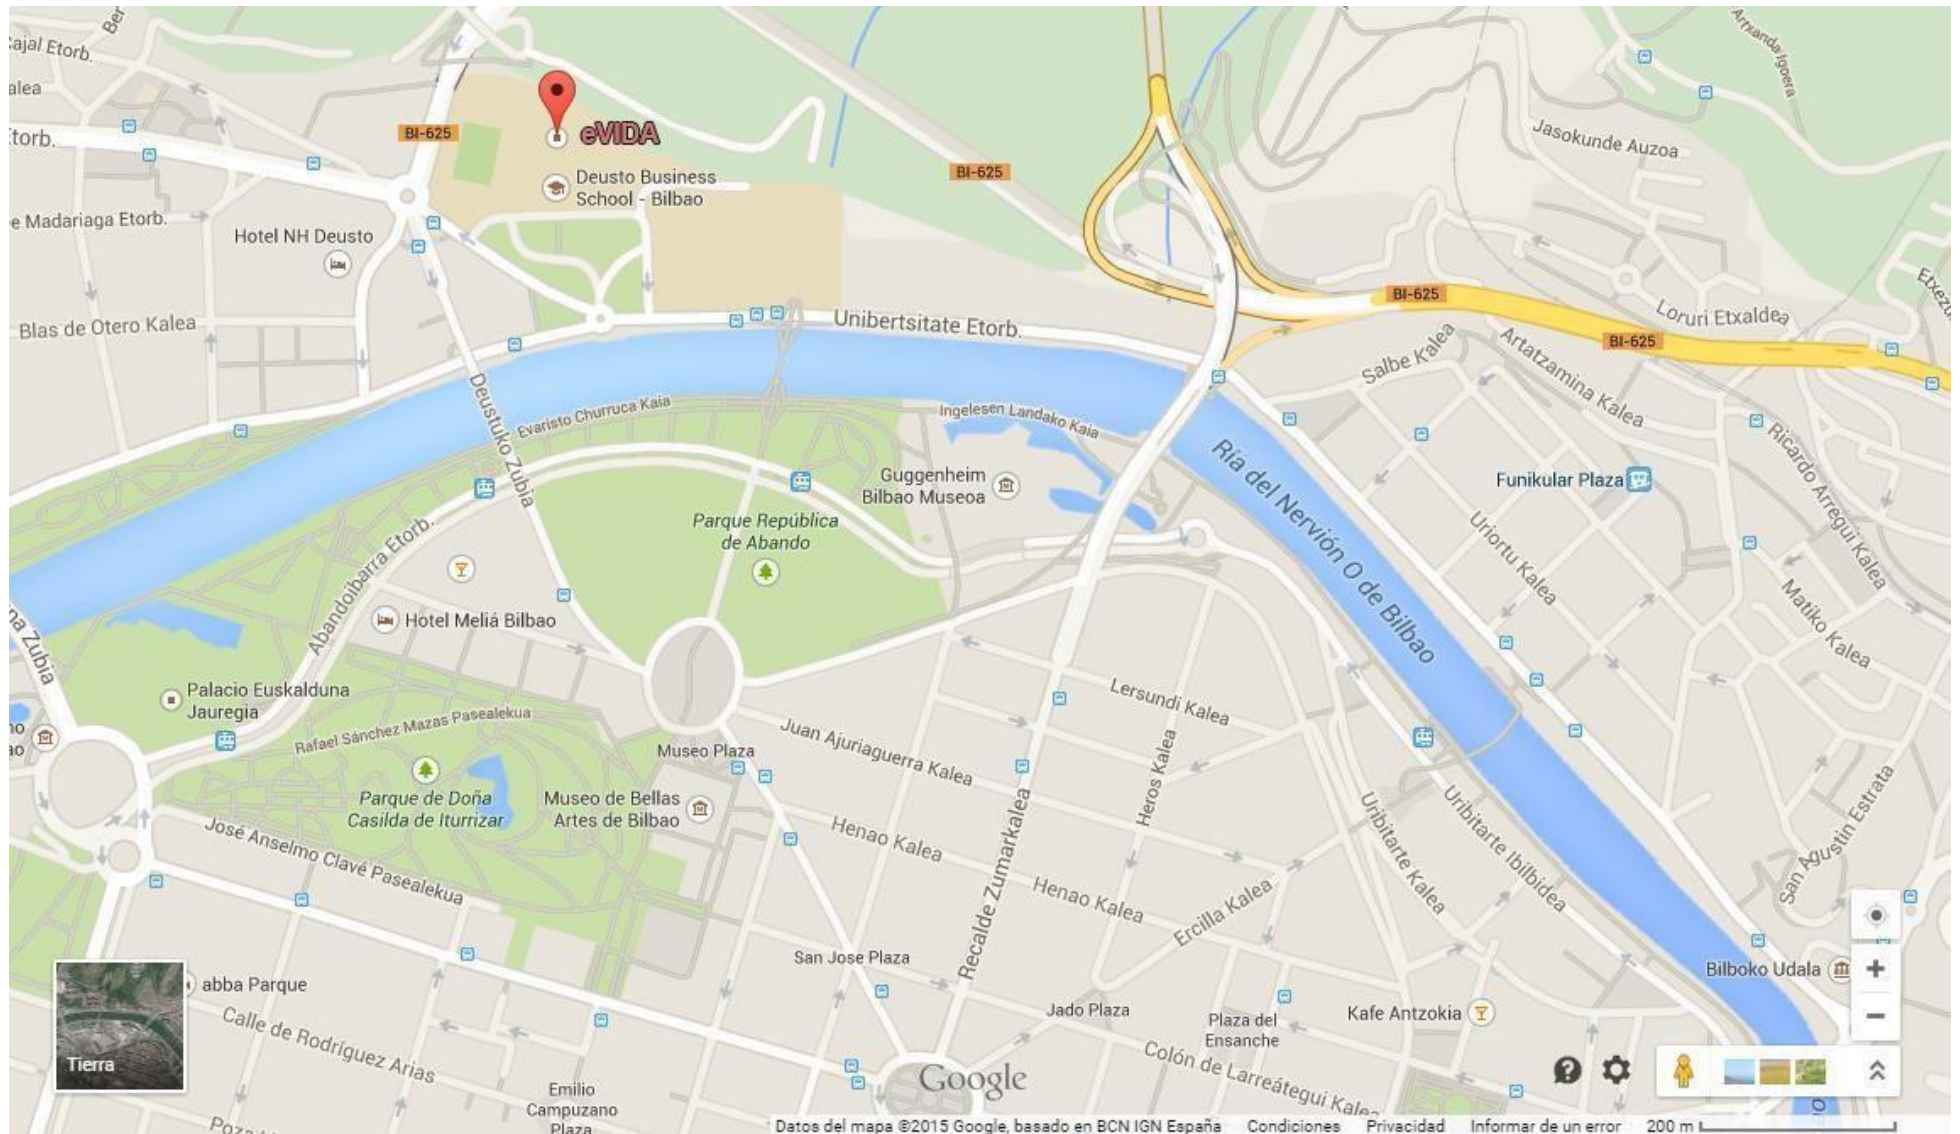 Ber
Cajal Etorb.
alea
Etorb.
BI-625
eVIDA
Deusto Business
School - Bilbao
BI-625
Artxanda Igoera
Jasokunde Auzoa
e Madariaga Etorb.
Hotel NH Deusto
Blas de Otero Kalea
Unibertsitate Etorb.
BI-625
Loruri Etxaldea
BI-625
Salbe Kalea
Artatzamina Kalea
Deustuko Zubia
Evaristo Churruca Kaia
Ingelesen Landako Kaia
Guggenheim
Bilbao Museoa
Ría del Nervión O de Bilbao
Funikular Plaza
Ricardo Arregui Kalea
Parque República
de Abando
Abandoibarra Etorb.
Uriortu Kalea
Matiko Kalea
Hotel Meliá Bilbao
na Zubia
Palacio Euskalduna
Jauregia
Rafael Sánchez Mazas Pasealekua
Lersundi Kalea
Museo Plaza
Juan Ajuriaguerra Kalea
Heros Kalea
no
ao
Parque de Doña
Casilda de Iturrizar
Museo de Bellas
Artes de Bilbao
José Anselmo Clavé Pasealekua
Henao Kalea
Recalde Zumarkalea
Henao Kalea
Ercilla Kalea
Uribitarte Kalea
Uribitarte Ibilbidea
San Agustin Estrata
San Jose Plaza
Bilboko Udala
abba Parque
Jado Plaza
Plaza del
Ensanche
Kafe Antzokia
Calle de Rodríguez Arias
Colón de Larreátegui Kalea
Tierra
Google
Emilio
Campuzano
Plaza
Datos del mapa ©2015 Google, basado en BCN IGN España Condiciones Privacidad Informar de un error 200 m